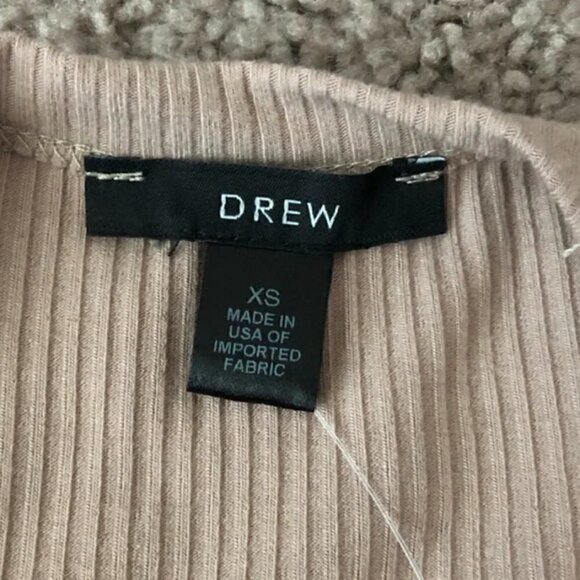 DREW
XS
MADE IN
USA OF
IMPORTED
FABRIC